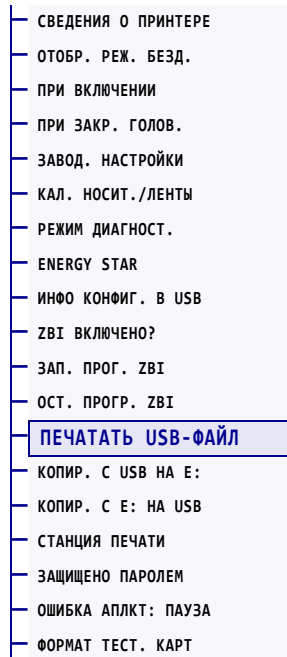 СВЕДЕНИЯ О ПРИНТЕРЕ
ОТОБР. РЕЖ. БЕЗД.
ПРИ ВКЛЮЧЕНИИ
ПРИ ЗАКР. ГОЛОВ.
ЗАВОД. НАСТРОЙКИ
КАЛ. НОСИТ./ЛЕНТЫ
РЕЖИМ ДИАГНОСТ.
ENERGY STAR
ИНФО КОНФИГ. В USB
ZBI ВКЛЮЧЕНО?
ЗАП. ПРОГ. ZBI
ОСТ. ПРОГР. ZBI
ПЕЧАТАТЬ USB-ФАЙЛ
КОПИР. С USB НА E:
КОПИР. С E: НА USB
СТАНЦИЯ ПЕЧАТИ
ЗАЩИЩЕНО ПАРОЛЕМ
ОШИБКА АПЛКТ: ПАУЗА
ФОРМАТ ТЕСТ. КАРТ